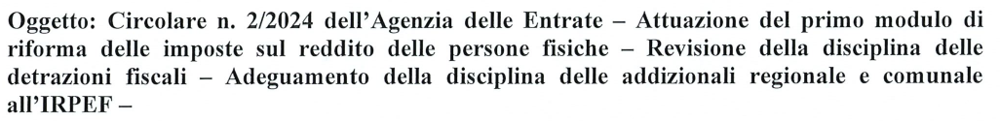 Oggetto: Circolare n. 2/2024 dell’Agenzia delle Entrate – Attuazione del primo modulo di
riforma delle imposte sul reddito delle persone fisiche – Revisione della disciplina delle
detrazioni fiscali – Adeguamento della disciplina delle addizionali regionale e comunale
all’IRPEF –